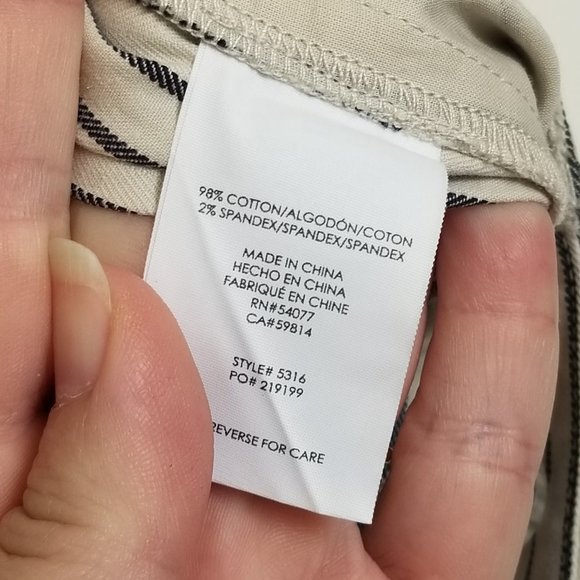 98% COTTON/ALGODÓN/COTON
2% SPANDEX/SPANDEX/SPANDEX
MADE IN CHINA
HECHO EN CHINA
FABRIQUÉ EN CHINE
RN#54077
CA#59814
STYLE# 5316
PO# 219199
REVERSE FOR CARE